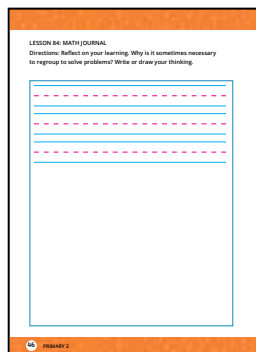 LESSON 84: MATH JOURNAL
Directions: Reflect on your learning. Why is it sometimes necessary
to regroup to solve problems? Write or draw your thinking.
46 PRIMARY 2